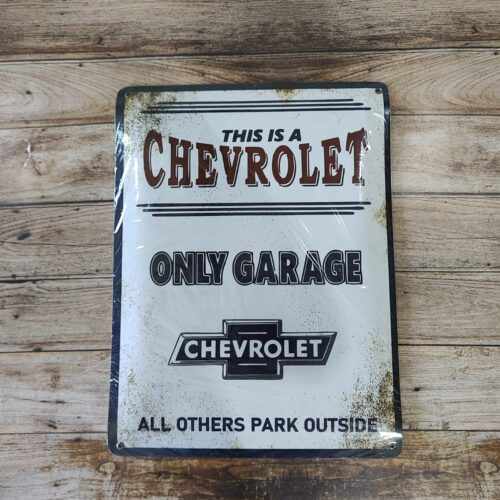 THIS IS A
CHEVROLET
ONLY GARAGE
CHEVROLET
ALL OTHERS PARK OUTSIDE